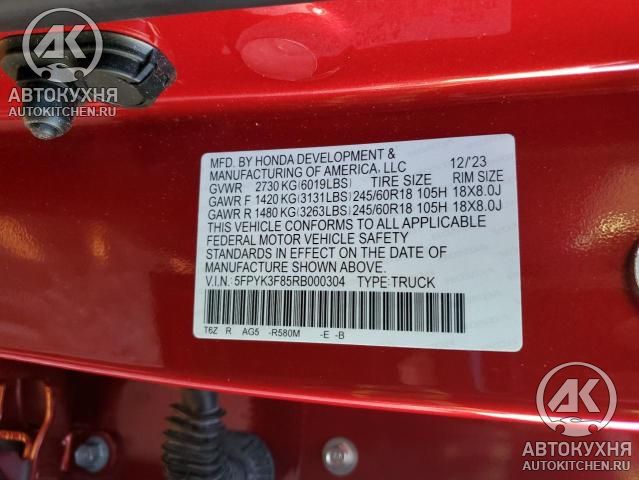 AK
АВТОКУХНЯ
AUTOKITCHEN.RU
MFD. BY HONDA DEVELOPMENT &
MANUFACTURING OF AMERICA, LLC 12/'23
GVWR 2730 KG(6019LBS) TIRE SIZE RIM SIZE
GAWR F 1420 KG(3131LBS) 245/60R18 105H 18X8.0J
GAWR R 1480 KG(3263LBS) 245/60R18 105H 18X8.0J
THIS VEHICLE CONFORMS TO ALL APPLICABLE
FEDERAL MOTOR VEHICLE SAFETY
STANDARDS IN EFFECT ON THE DATE OF
MANUFACTURE SHOWN ABOVE.
V.I.N.: 5FPYK3F85RB000304 TYPE:TRUCK
T6Z R AG5 -R580M -E -B
AK
АВТОКУХНЯ
AUTOKITCHEN.RU